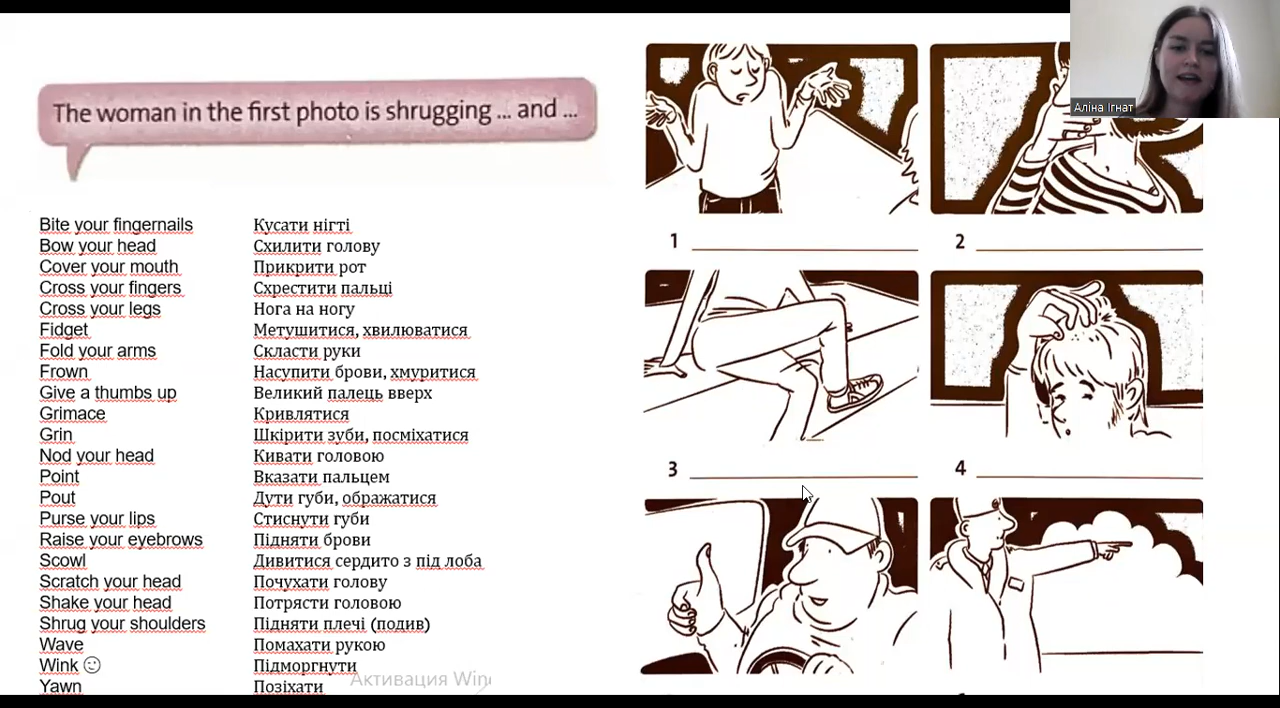 Аліна Ігнат
The woman in the first photo is shrugging ... and ...
Bite your fingernails Кусати нігті
Bow your head Схилити голову
Cover your mouth Прикрити рот
Cross your fingers Схрестити пальці
Cross your legs Нога на ногу
Fidget Метушитися, хвилюватися
Fold your arms Скласти руки
Frown Насупити брови, хмуритися
Give a thumbs up Великий палець вверх
Grimace Кривлятися
Grin Шкірити зуби, посміхатися
Nod your head Кивати головою
Point Вказати пальцем
Pout Дути губи, ображатися
Purse your lips Стиснути губи
Raise your eyebrows Підняти брови
Scowl Дивитися сердито з під лоба
Scratch your head Почухати голову
Shake your head Потрясти головою
Shrug your shoulders Підняти плечі (подив)
Wave Помахати рукою
Wink ☺ Підморгнути
Yawn Позіхати
Активация Win
1
2
3
4